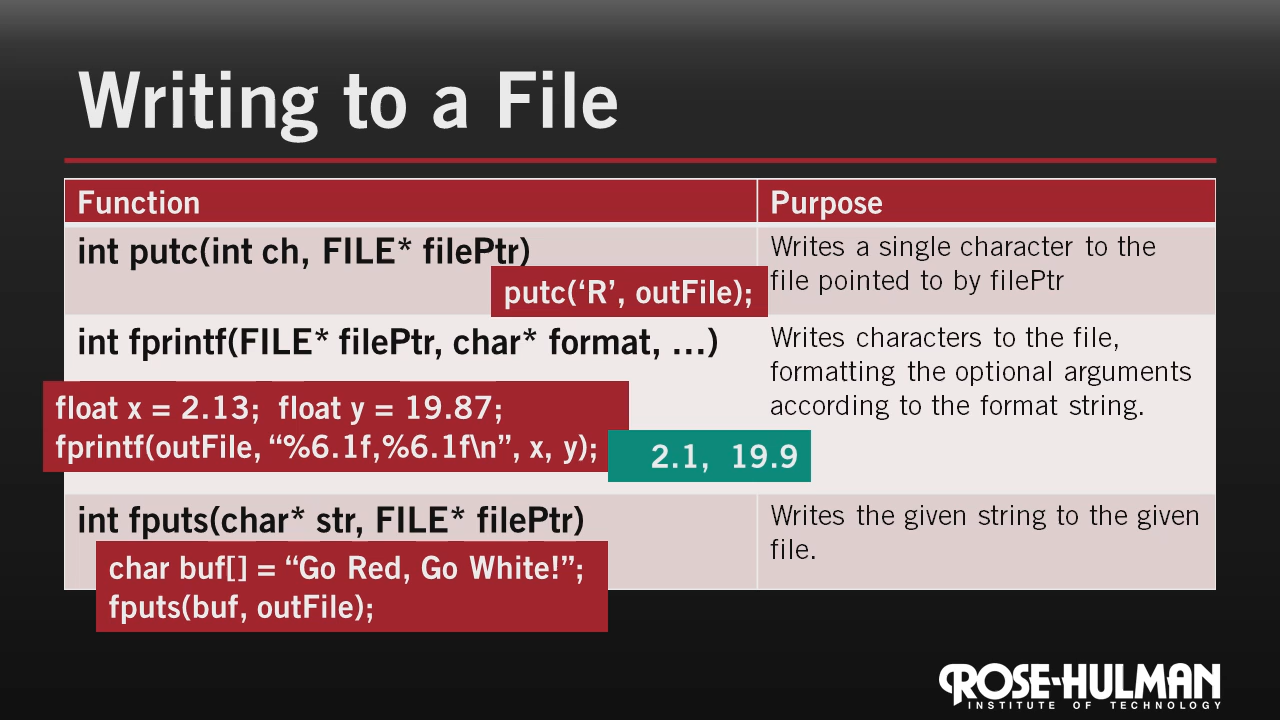 Writing to a File
Function
Purpose
int putc(int ch, FILE* filePtr)
putc(‘R’, outFile);
Writes a single character to the
file pointed to by filePtr
int fprintf(FILE* filePtr, char* format, …)
float x = 2.13;  float y = 19.87;
fprintf(outFile, “%6.1f,%6.1f\n”, x, y);
2.1,  19.9
Writes characters to the file,
formatting the optional arguments
according to the format string.
int fputs(char* str, FILE* filePtr)
char buf[] = “Go Red, Go White!”;
fputs(buf, outFile);
Writes the given string to the given
file.
ROSE-HULMAN
INSTITUTE OF TECHNOLOGY